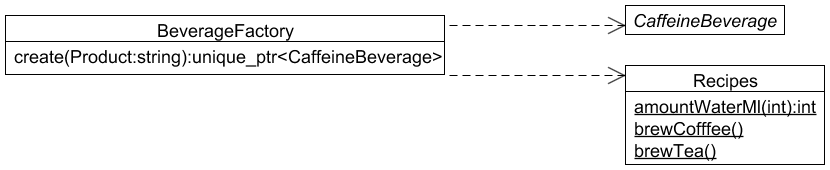 BeverageFactory
create(Product:string):unique_ptr<CaffeineBeverage>
CaffeineBeverage
Recipes
amountWaterMl(int):int
brewCofffee()
brewTea()